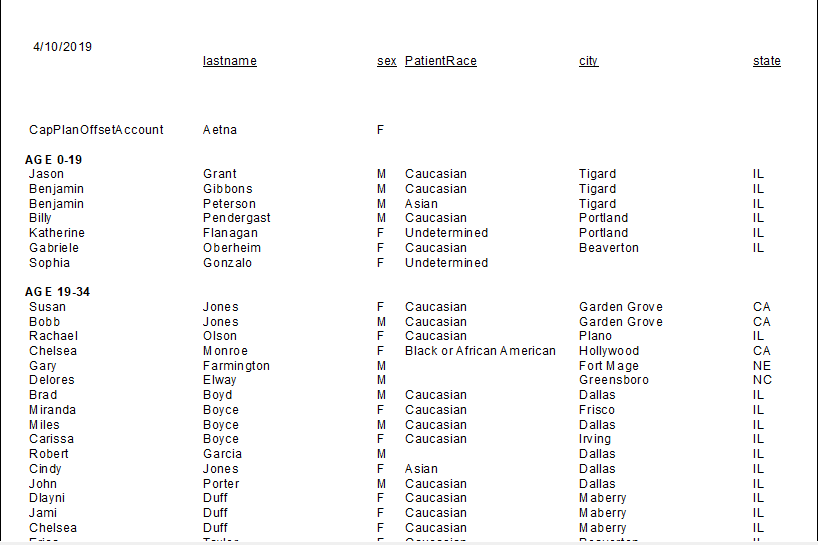 4/10/2019
lastname sex PatientRace city state
CapPlanOffsetAccount Aetna F
AGE 0-19
Jason Grant M Caucasian Tigard IL
Benjamin Gibbons M Caucasian Tigard IL
Benjamin Peterson M Asian Tigard IL
Billy Pendergast M Caucasian Portland IL
Katherine Flanagan F Undetermined Portland IL
Gabriele Oberheim F Caucasian Beaverton IL
Sophia Gonzalo F Undetermined
AGE 19-34
Susan Jones F Caucasian Garden Grove CA
Bobb Jones M Caucasian Garden Grove CA
Rachael Olson F Caucasian Plano IL
Chelsea Monroe F Black or African American Hollywood CA
Gary Farmington M Fort Mage NE
Delores Elway M Greensboro NC
Brad Boyd M Caucasian Dallas IL
Miranda Boyce F Caucasian Frisco IL
Miles Boyce M Caucasian Dallas IL
Carissa Boyce F Caucasian Irving IL
Robert Garcia M Dallas IL
Cindy Jones F Asian Dallas IL
John Porter M Caucasian Dallas IL
Dlayni Duff F Caucasian Maberry IL
Jami Duff F Caucasian Maberry IL
Chelsea Duff F Caucasian Maberry IL